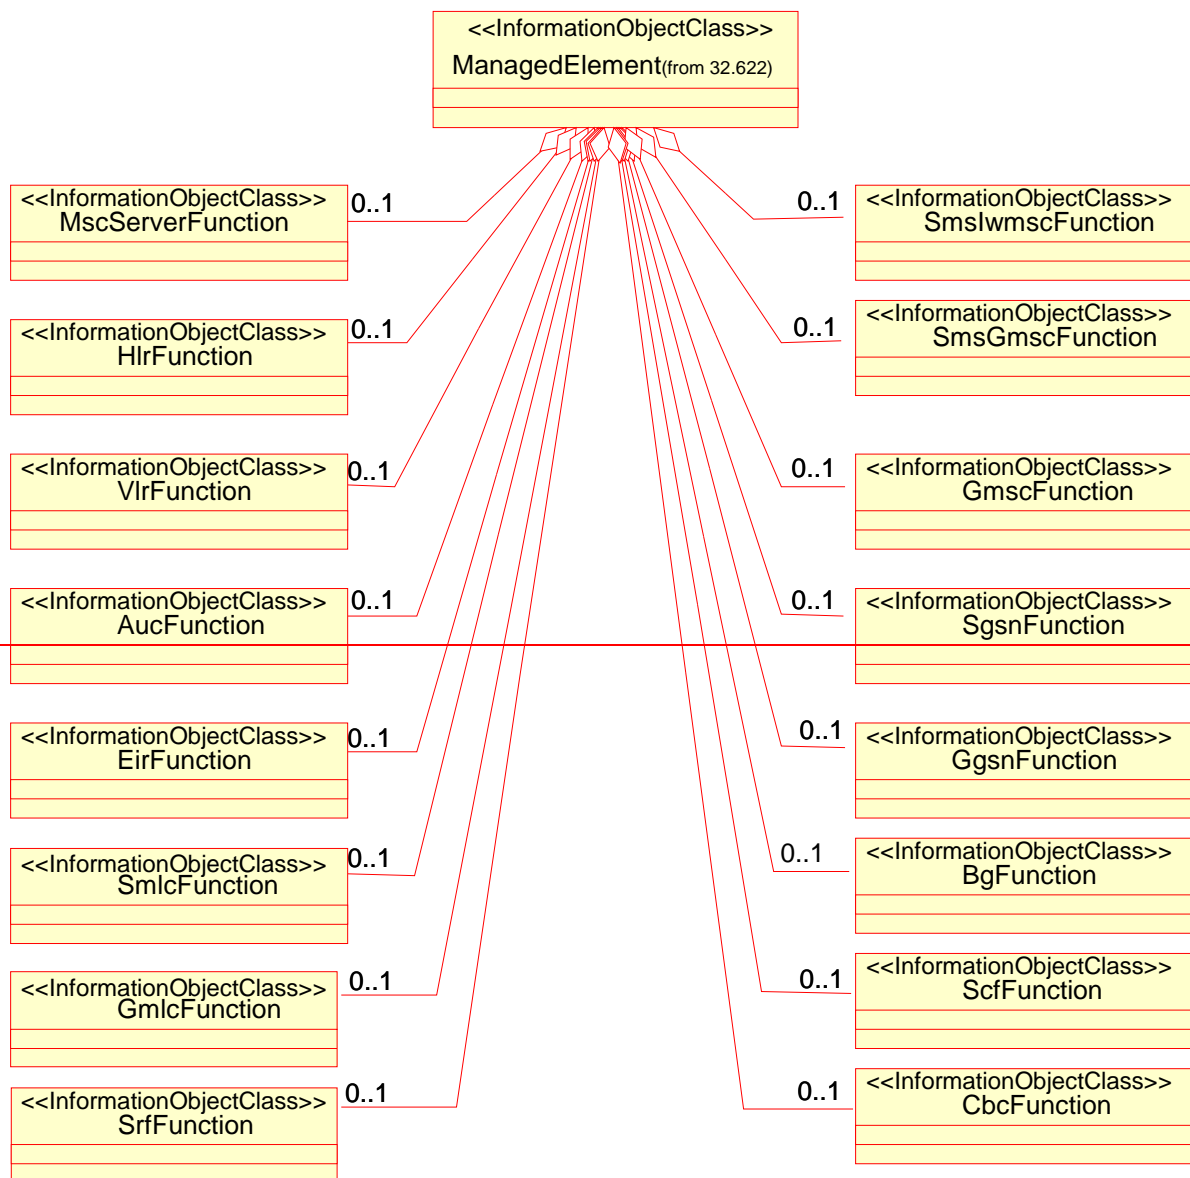 <<InformationObjectClass>>
ManagedElement(from 32.622)
<<InformationObjectClass>>
MscServerFunction
0..1
<<InformationObjectClass>>
HlrFunction
0..1
<<InformationObjectClass>>
VlrFunction
0..1
<<InformationObjectClass>>
AucFunction
0..1
<<InformationObjectClass>>
EirFunction
0..1
<<InformationObjectClass>>
SmlcFunction
0..1
<<InformationObjectClass>>
GmlcFunction
0..1
<<InformationObjectClass>>
SrfFunction
0..1
0..1
<<InformationObjectClass>>
SmsIwmscFunction
0..1
<<InformationObjectClass>>
SmsGmscFunction
0..1
<<InformationObjectClass>>
GmscFunction
0..1
<<InformationObjectClass>>
SgsnFunction
0..1
<<InformationObjectClass>>
GgsnFunction
0..1
<<InformationObjectClass>>
BgFunction
0..1
<<InformationObjectClass>>
ScfFunction
0..1
<<InformationObjectClass>>
CbcFunction